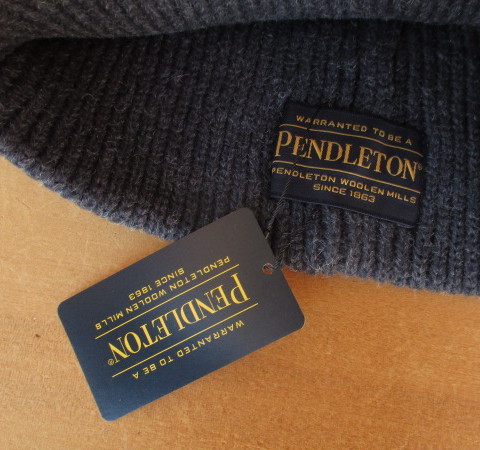 WARRANTED TO BE A
PENDLETON®
PENDLETON WOOLEN MILLS
SINCE 1863
WARRANTED TO BE A
PENDLETON®
PENDLETON WOOLEN MILLS
SINCE 1863